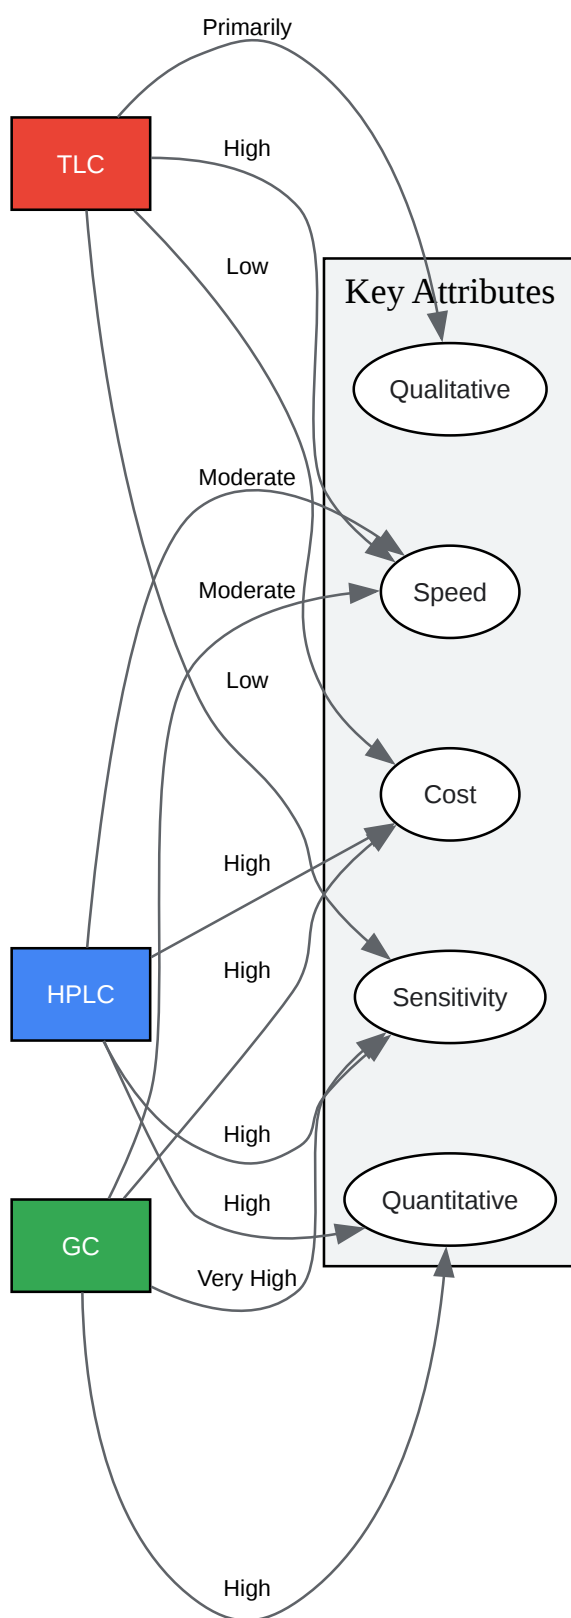 Primarily
TLC
High
Low
Key Attributes
Qualitative
Moderate
Moderate
Speed
Low
Cost
High
High
HPLC
Sensitivity
High
High
Quantitative
GC
Very High
High